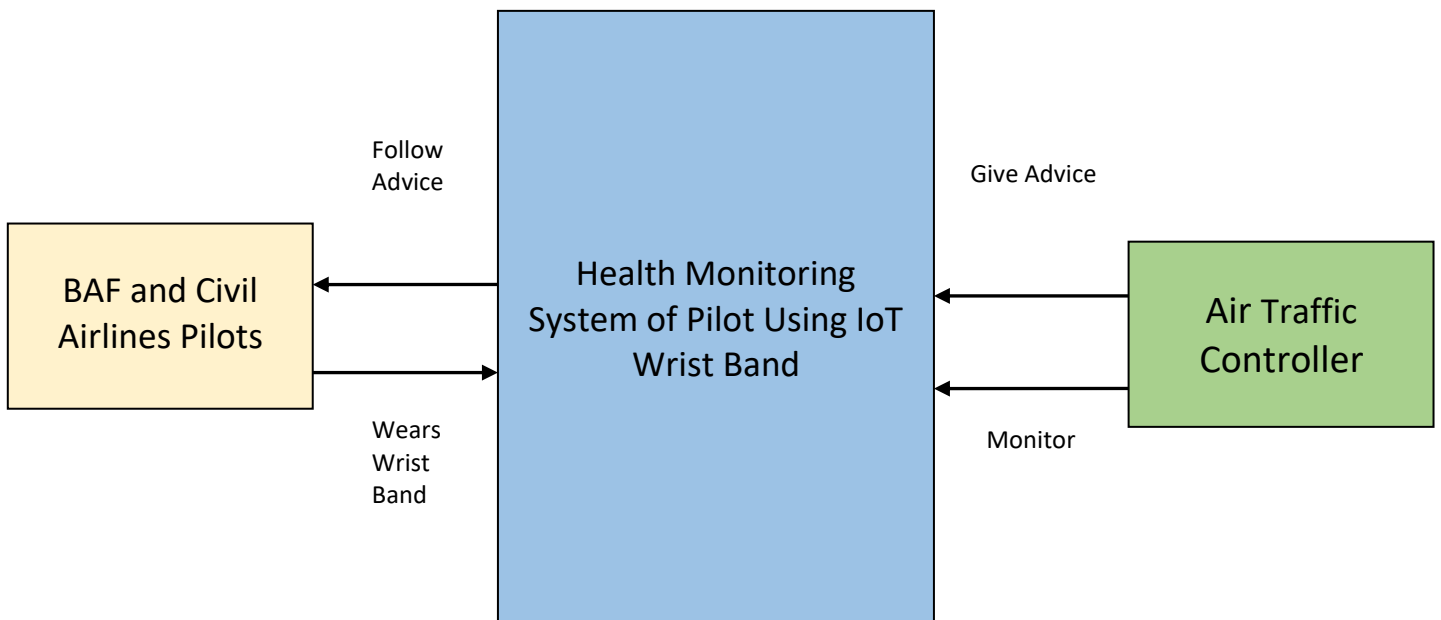 Follow
Advice
Give Advice
BAF and Civil
Airlines Pilots
Health Monitoring
System of Pilot Using IoT
Wrist Band
Air Traffic
Controller
Wears
Wrist
Band
Monitor